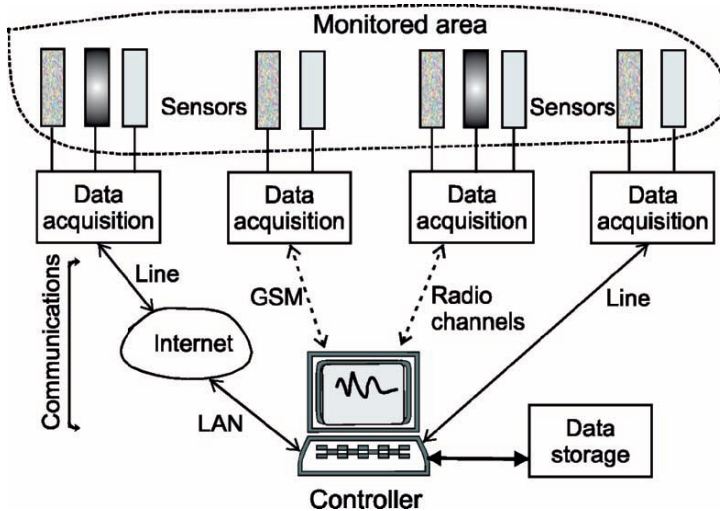 Monitored area
Sensors
Sensors
Data
acquisition
Data
acquisition
Data
acquisition
Data
acquisition
Communications
Line
GSM
Radio
channels
Line
Internet
LAN
Data
storage
Controller